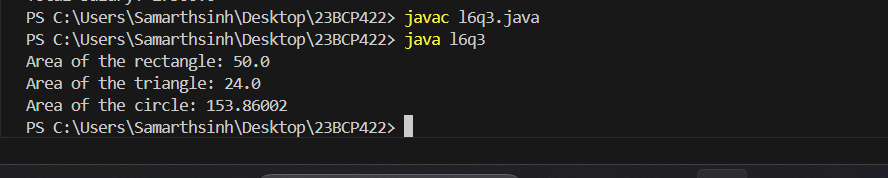 PS C:\Users\Samarthsinh\Desktop\23BCP422> javac l6q3.java
PS C:\Users\Samarthsinh\Desktop\23BCP422> java l6q3
Area of the rectangle: 50.0
Area of the triangle: 24.0
Area of the circle: 153.86002
PS C:\Users\Samarthsinh\Desktop\23BCP422>